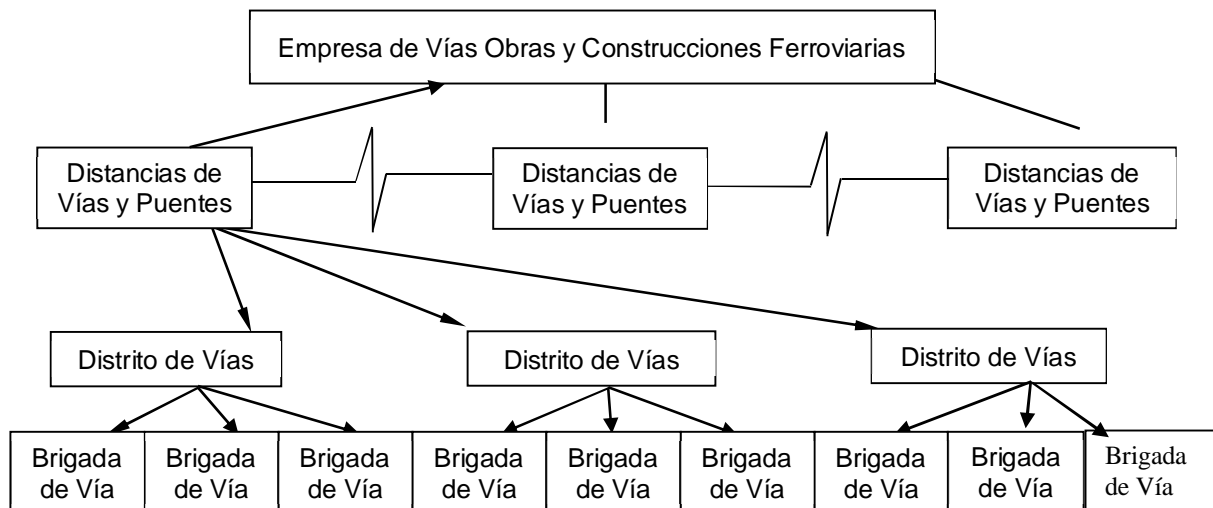 Empresa de Vías Obras y Construcciones Ferroviarias
Distancias de
Vías y Puentes
Distancias de
Vías y Puentes
Distancias de
Vías y Puentes
Distrito de Vías
Distrito de Vías
Distrito de Vías
Brigada
de Vía
Brigada
de Vía
Brigada
de Vía
Brigada
de Vía
Brigada
de Vía
Brigada
de Vía
Brigada
de Vía
Brigada
de Vía
Brigada
de Vía